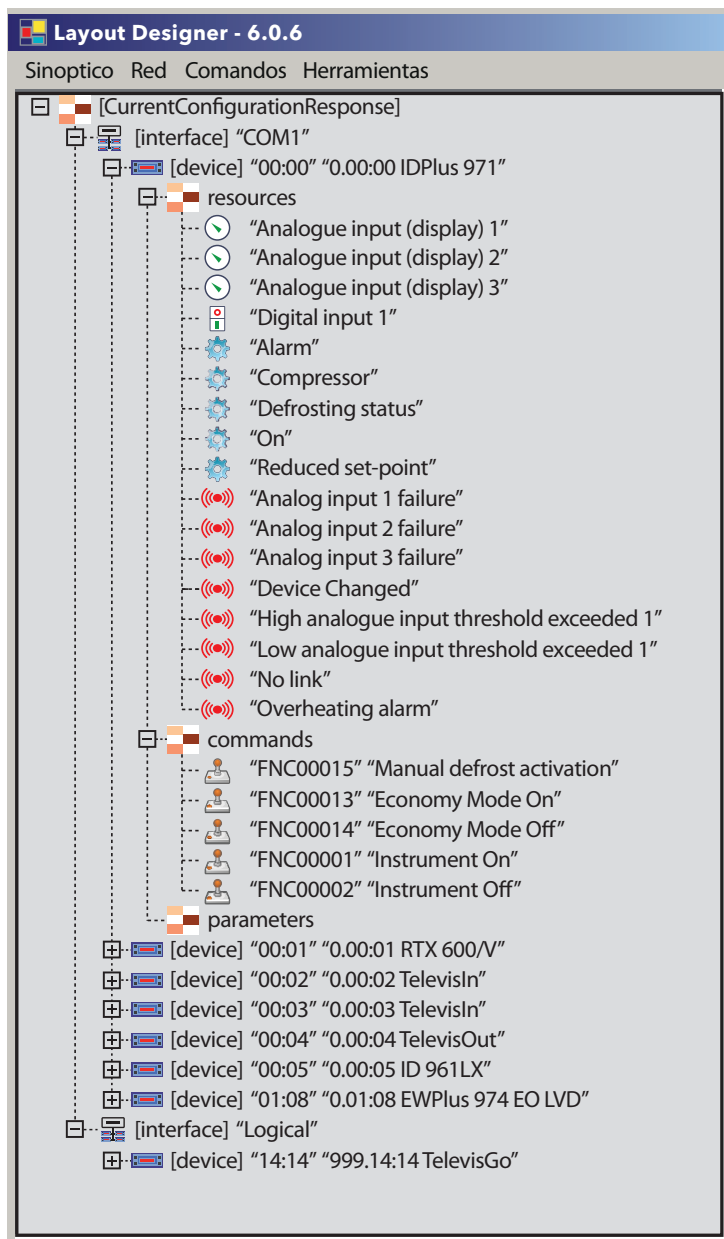 Layout Designer - 6.0.6
Sinoptico Red Comandos Herramientas
[CurrentConfigurationResponse]
[interface] “COM1”
[device] “00:00” “0.00:00 IDPlus 971”
resources
“Analogue input (display) 1”
“Analogue input (display) 2”
“Analogue input (display) 3”
“Digital input 1”
“Alarm”
“Compressor”
“Defrosting status”
“On”
“Reduced set-point”
“Analog input 1 failure”
“Analog input 2 failure”
“Analog input 3 failure”
“Device Changed”
“High analogue input threshold exceeded 1”
“Low analogue input threshold exceeded 1”
“No link”
“Overheating alarm”
commands
“FNC00015” “Manual defrost activation”
“FNC00013” “Economy Mode On”
“FNC00014” “Economy Mode Off”
“FNC00001” “Instrument On”
“FNC00002” “Instrument Off”
parameters
[device] “00:01” “0.00:01 RTX 600/V”
[device] “00:02” “0.00:02 TelevisIn”
[device] “00:03” “0.00:03 TelevisIn”
[device] “00:04” “0.00:04 TelevisOut”
[device] “00:05” “0.00:05 ID 961LX”
[device] “01:08” “0.01:08 EWPlus 974 EO LVD”
[interface] “Logical”
[device] “14:14” “999.14:14 TelevisGo”